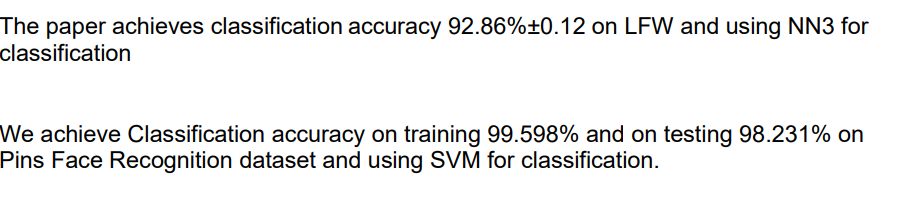 The paper achieves classification accuracy 92.86%±0.12 on LFW and using NN3 for
classification
We achieve Classification accuracy on training 99.598% and on testing 98.231% on
Pins Face Recognition dataset and using SVM for classification.